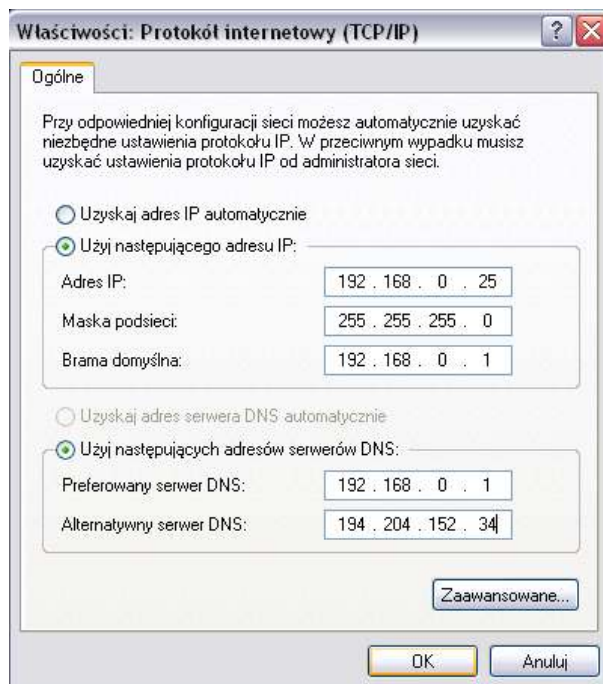 Właściwości: Protokół internetowy (TCP/IP)
Ogólne
Przy odpowiedniej konfiguracji sieci możesz automatycznie uzyskać
niezbędne ustawienia protokołu IP. W przeciwnym wypadku musisz
uzyskać ustawienia protokołu IP od administratora sieci.
Uzyskaj adres IP automatycznie
Użyj następującego adresu IP:
Adres IP: 192 . 168 . 0 . 25
Maska podsieci: 255 . 255 . 255 . 0
Brama domyślna: 192 . 168 . 0 . 1
Uzyskaj adres serwera DNS automatycznie
Użyj następujących adresów serwerów DNS:
Preferowany serwer DNS: 192 . 168 . 0 . 1
Alternatywny serwer DNS: 194 . 204 . 152 . 34
Zaawansowane...
OK Anuluj